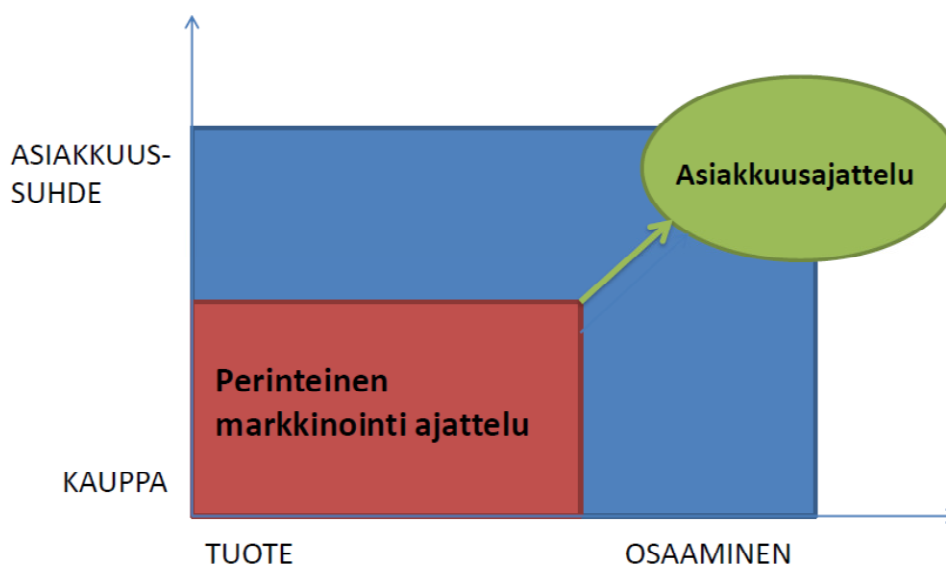 ASIAKKUUS-
SUHDE
Asiakkuusajattelu
Perinteinen
markkinointi ajattelu
KAUPPA
TUOTE
OSAAMINEN